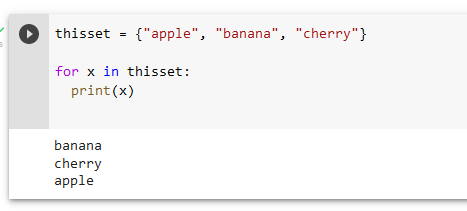 thisset = {"apple", "banana", "cherry"}
for x in thisset:
  print(x)
banana
cherry
apple